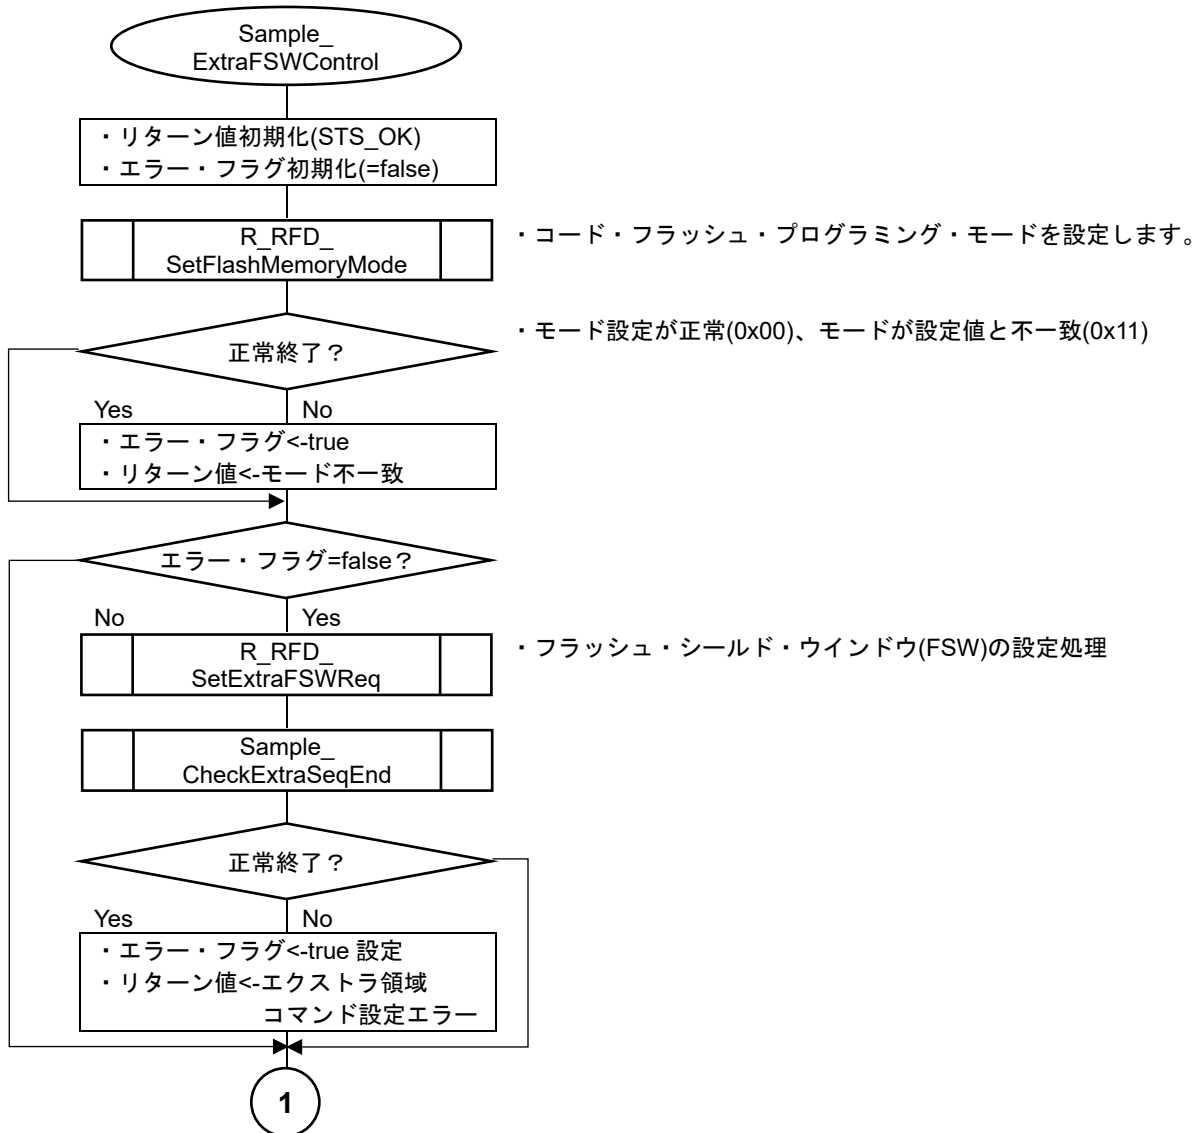 Sample_
ExtraFSWControl
・リターン値初期化(STS_OK)
・エラー・フラグ初期化(=false)
R_RFD_
SetFlashMemoryMode
・コード・フラッシュ・プログラミング・モードを設定します。
・モード設定が正常(0x00)、モードが設定値と不一致(0x11)
正常終了？
Yes
No
・エラー・フラグ<-true
・リターン値<-モード不一致
エラー・フラグ=false？
No
Yes
R_RFD_
SetExtraFSWReq
・フラッシュ・シールド・ウインドウ(FSW)の設定処理
Sample_
CheckExtraSeqEnd
正常終了？
Yes
No
・エラー・フラグ<-true 設定
・リターン値<-エクストラ領域
コマンド設定エラー
1